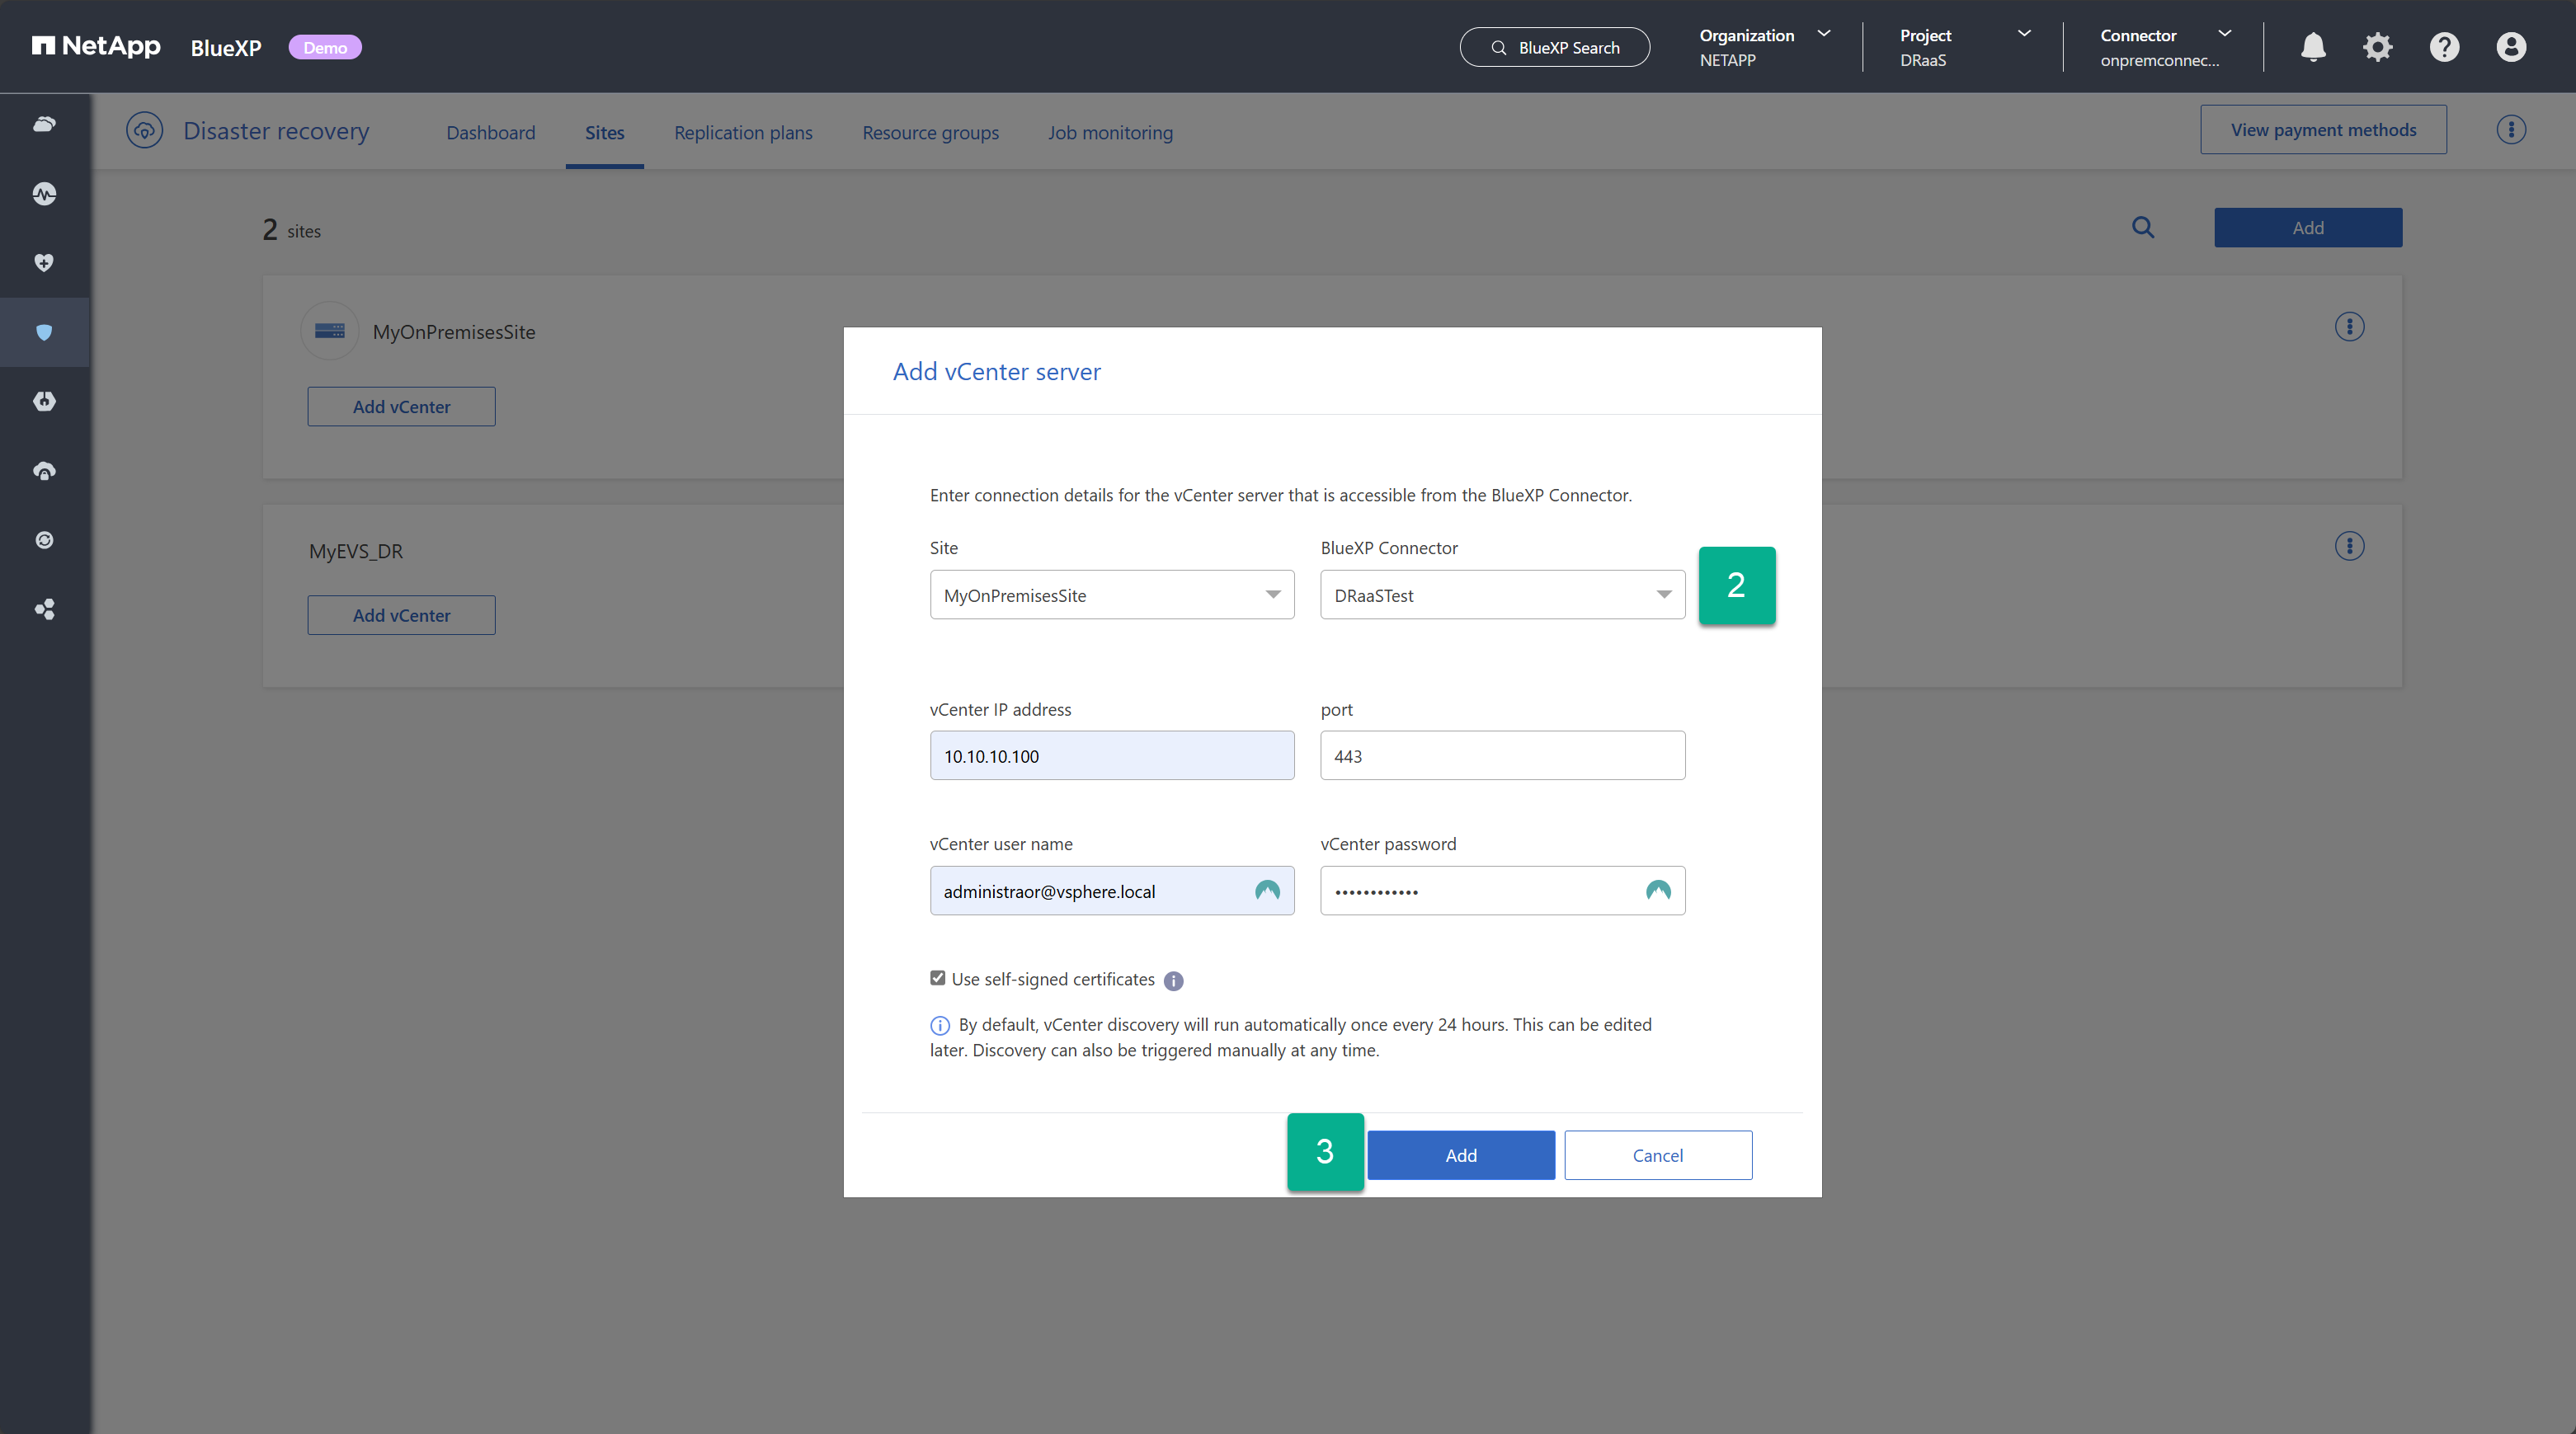 NetApp BlueXP Demo
BlueXP Search
Organization
NETAPP
Project
DRaaS
Connector
onpremconnec...
Disaster recovery
Dashboard Sites Replication plans Resource groups Job monitoring
View payment methods
2 sites
Add
MyOnPremisesSite
Add vCenter
MyEVS_DR
Add vCenter
Add vCenter server
Enter connection details for the vCenter server that is accessible from the BlueXP Connector.
Site BlueXP Connector
MyOnPremisesSite DRaaSTest
2
vCenter IP address port
10.10.10.100 443
vCenter user name vCenter password
administraor@vsphere.local ••••••••••••
Use self-signed certificates
By default, vCenter discovery will run automatically once every 24 hours. This can be edited
later. Discovery can also be triggered manually at any time.
3
Add Cancel